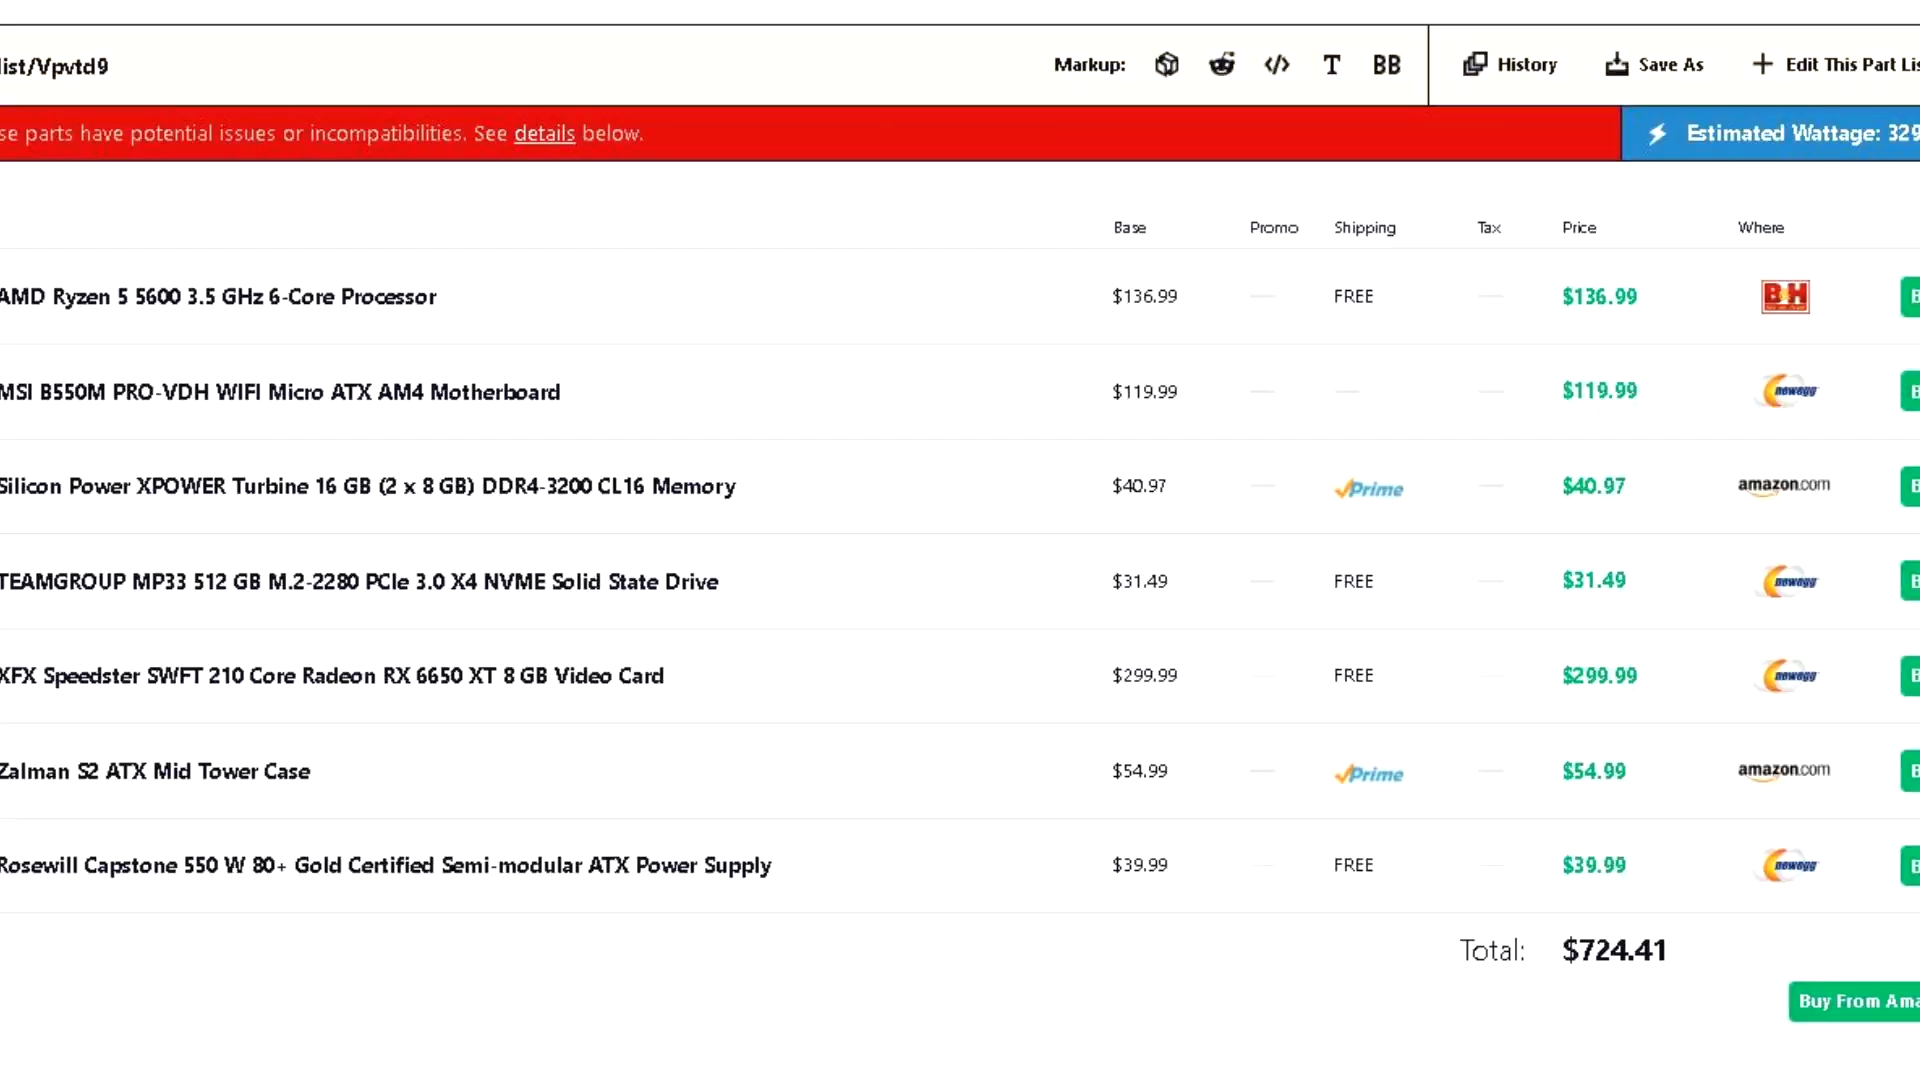 list/Vpvtd9 Markup: T BB History Save As Edit This Part
se parts have potential issues or incompatibilities. See details below. Estimated Wattage: 329
Base Promo Shipping Tax Price Where
AMD Ryzen 5 5600 3.5 GHz 6-Core Processor $136.99 — FREE — $136.99 B&H B
MSI B550M PRO-VDH WIFI Micro ATX AM4 Motherboard $119.99 — — — $119.99 newegg B
Silicon Power XPOWER Turbine 16 GB (2 x 8 GB) DDR4-3200 CL16 Memory $40.97 — Prime — $40.97 amazon.com B
TEAMGROUP MP33 512 GB M.2-2280 PCIe 3.0 X4 NVME Solid State Drive $31.49 — FREE — $31.49 newegg B
XFX Speedster SWFT 210 Core Radeon RX 6650 XT 8 GB Video Card $299.99 — FREE — $299.99 newegg B
Zalman S2 ATX Mid Tower Case $54.99 — Prime — $54.99 amazon.com B
Rosewill Capstone 550 W 80+ Gold Certified Semi-modular ATX Power Supply $39.99 — FREE — $39.99 newegg B
Total: $724.41
Buy From Ama